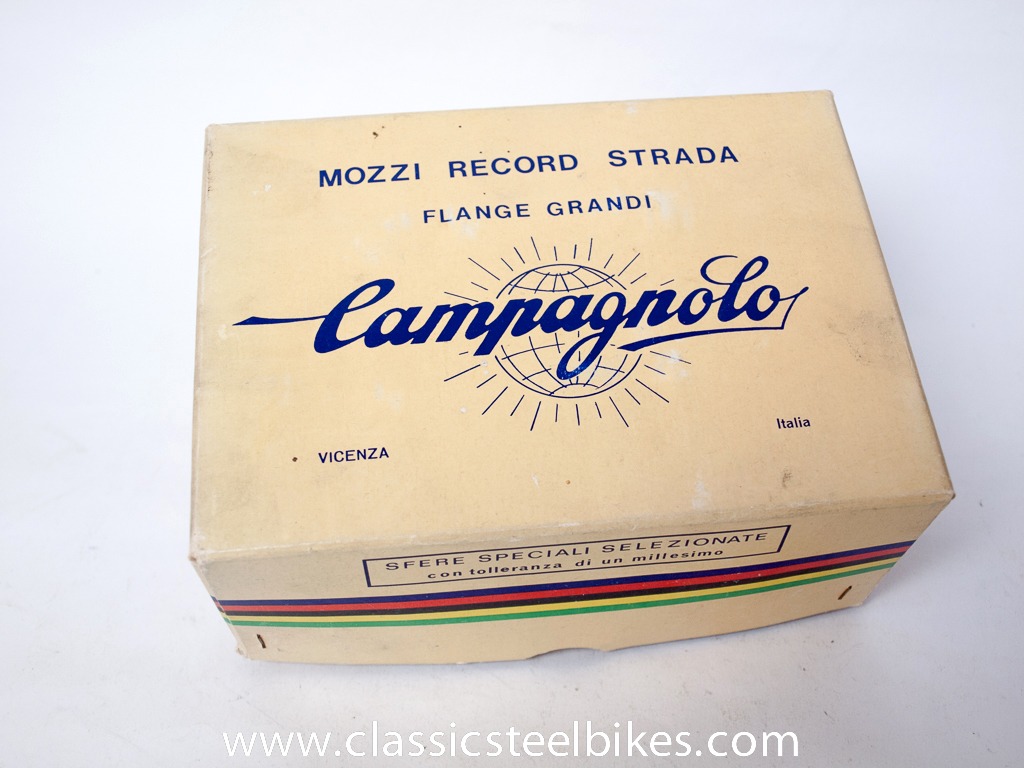 MOZZI RECORD STRADA
FLANGE GRANDI
Campagnolo
VICENZA
Italia
SFERE SPECIALI SELEZIONATE
con tolleranza di un millesimo
www.classicsteelbikes.com